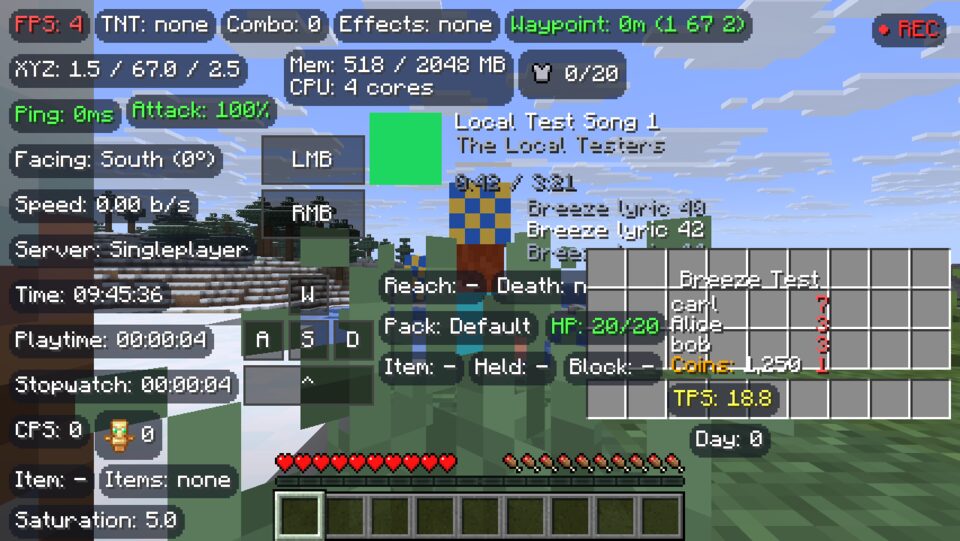 FPS: 4 TNT: none Combo: 0 Effects: none Waypoint: 0m (1 67 2) REC
XYZ: 1.5 / 67.0 / 2.5
Mem: 518 / 2048 MB
CPU: 4 cores
0/20
Ping: 0ms Attack: 100%
Local Test Song 1
The Local Testers
0:42 / 3:21
Facing: South (0°)
LMB
Speed: 0.00 b/s
RMB
Breeze lyric 40
Breeze lyric 42
Breeze
Server: Singleplayer
Time: 09:45:36
W
Reach: - Death:
Breeze Test
carl 7
Alice 3
bob 3
Coins: 1,250 1
Playtime: 00:00:04
A S D
Pack: Default HP: 20/20
Stopwatch: 00:00:04
^
Item: - Held: - Block: -
TPS: 18.8
CPS: 0 0
Day: 0
Item: - Items: none
Saturation: 5.0